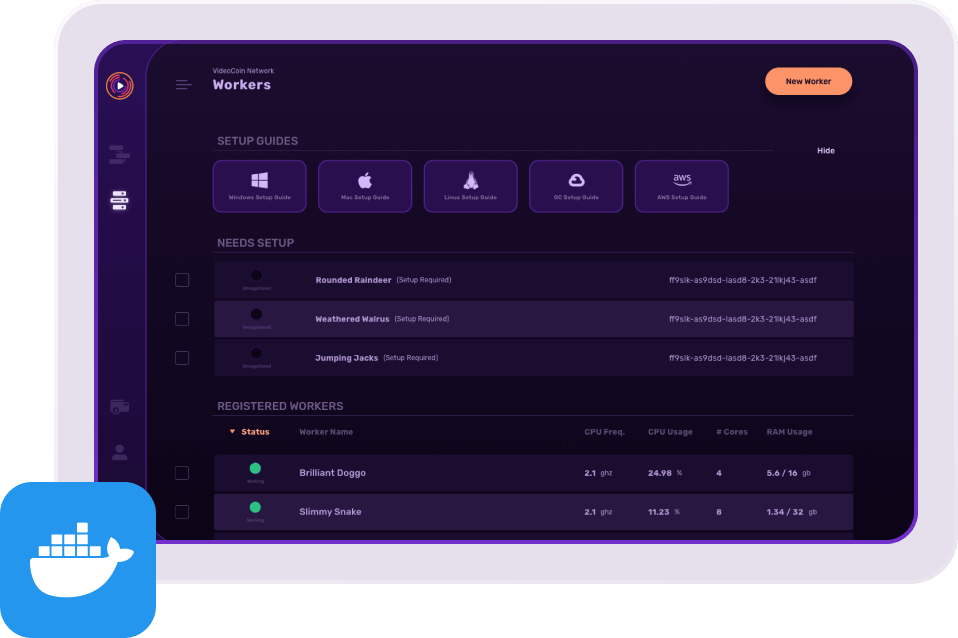 VideoCoin Network
Workers
New Worker
SETUP GUIDES
Hide
Windows Setup Guide
Mac Setup Guide
Linux Setup Guide
GC Setup Guide
aws
AWS Setup Guide
NEEDS SETUP
Unregistered
Rounded Raindeer (Setup Required) ff9slk-as9dsd-lasd8-2k3-21lkj43-asdf
Unregistered
Weathered Walrus (Setup Required) ff9slk-as9dsd-lasd8-2k3-21lkj43-asdf
Unregistered
Jumping Jacks (Setup Required) ff9slk-as9dsd-lasd8-2k3-21lkj43-asdf
REGISTERED WORKERS
Status Worker Name CPU Freq. CPU Usage # Cores RAM Usage
Working
Brilliant Doggo 2.1 ghz 24.98 % 4 5.6 / 16 gb
Working
Slimmy Snake 2.1 ghz 11.23 % 8 1.34 / 32 gb